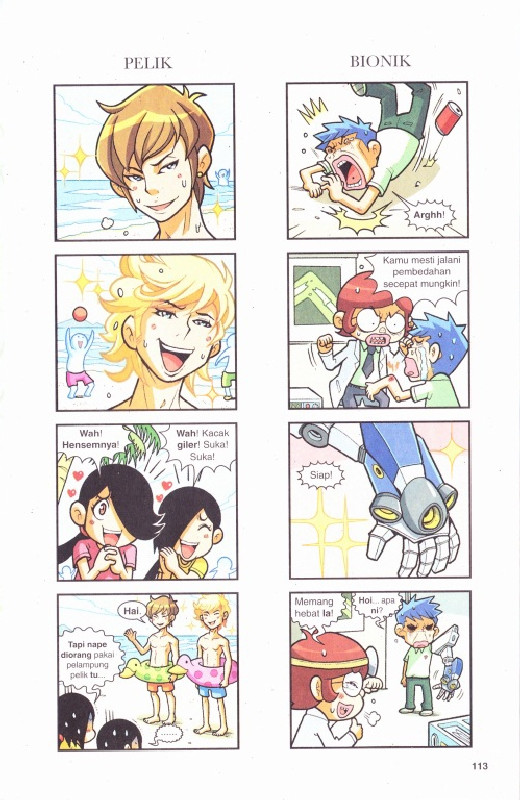 PELIK
Wah!
Hensemnya!
Wah! Kacak
giler! Suka!
Suka!
Hai.
Tapi nape
diorang pakai
pelampung
pelik tu...
..........
BIONIK
Arghh!
Kamu mesti jalani
pembedahan
secepat mungkin!
Siap!
Memang
hebat la!
Hoi... apa
ni?
113